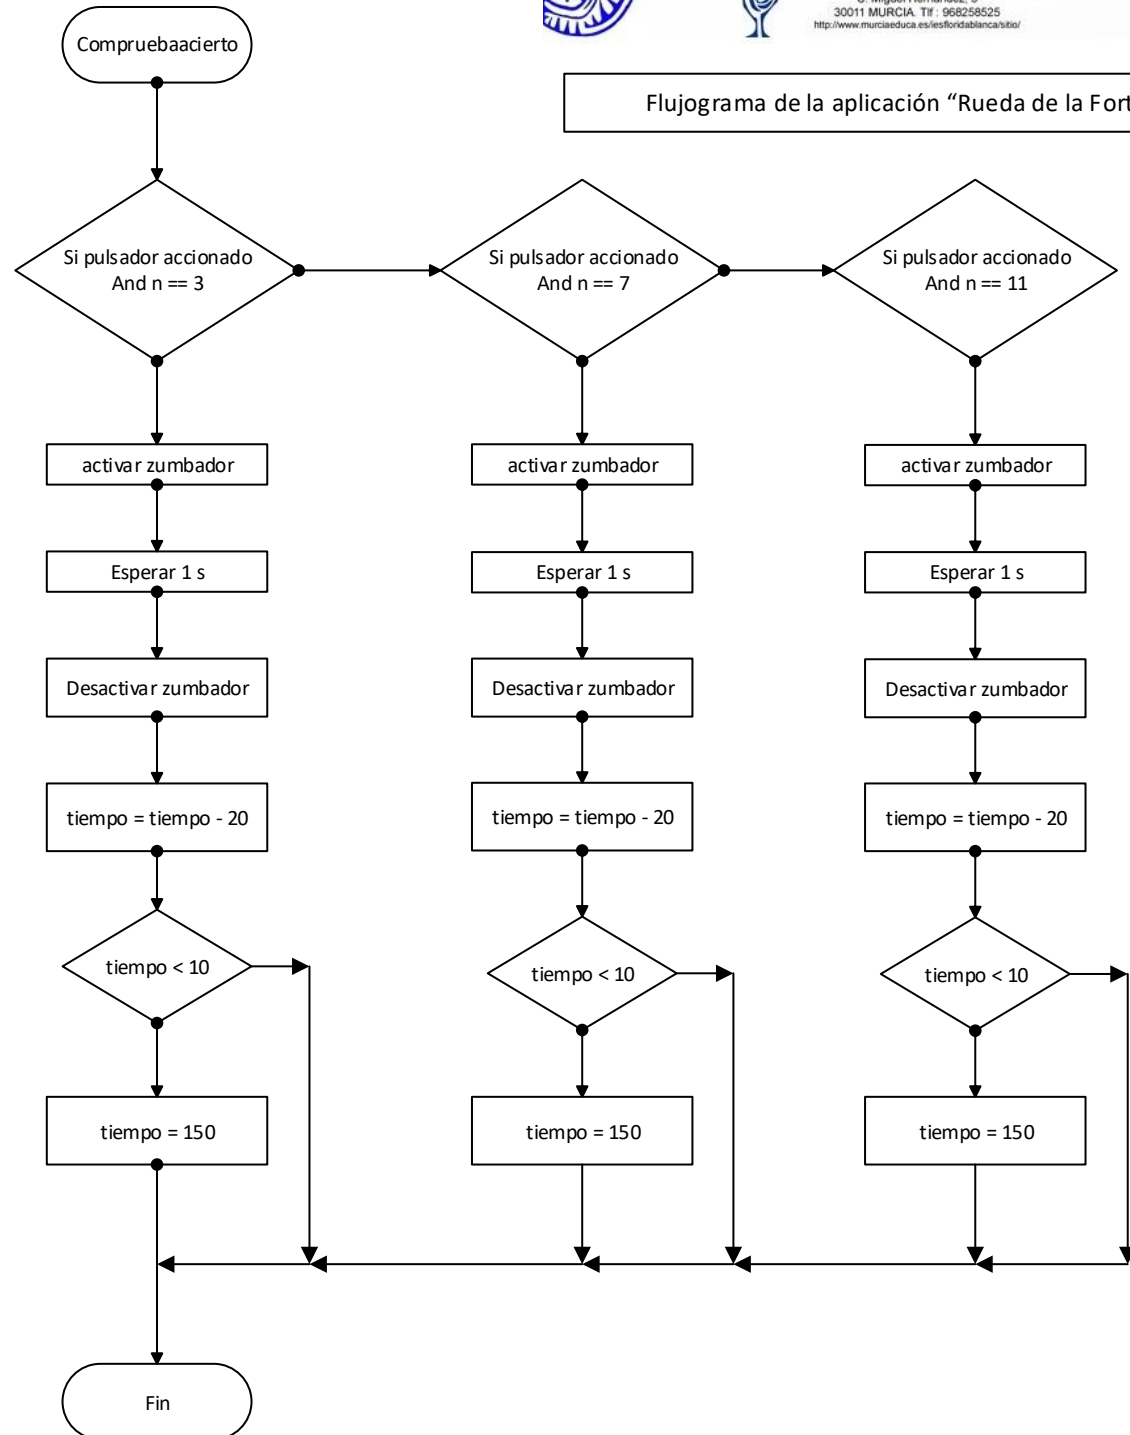 30011 MURCIA. Tlf : 968258525
http://www.murciaeduca.es/iesfloridablanca/sitio/
Flujograma de la aplicación “Rueda de la Fort
Compruebaacierto
Si pulsador accionado
And n == 3
Si pulsador accionado
And n == 7
Si pulsador accionado
And n == 11
activar zumbador
activar zumbador
activar zumbador
Esperar 1 s
Esperar 1 s
Esperar 1 s
Desactivar zumbador
Desactivar zumbador
Desactivar zumbador
tiempo = tiempo - 20
tiempo = tiempo - 20
tiempo = tiempo - 20
tiempo < 10
tiempo < 10
tiempo < 10
tiempo = 150
tiempo = 150
tiempo = 150
Fin